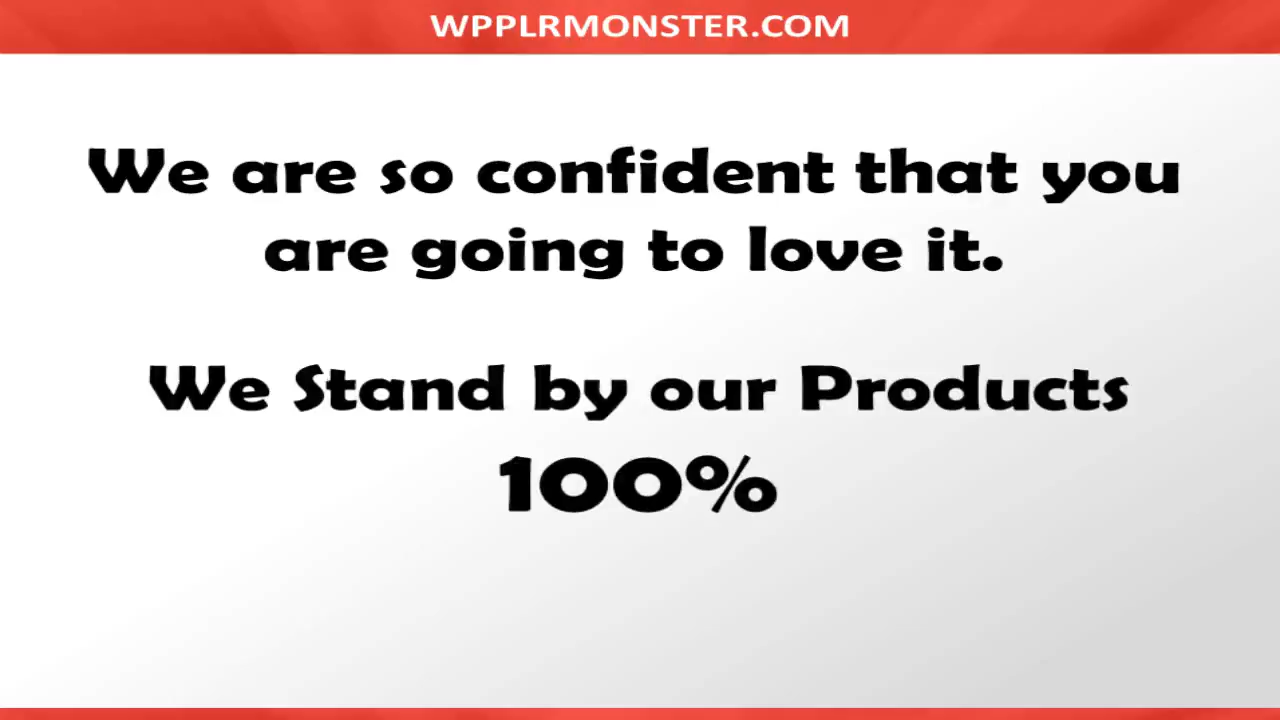 WPPLRMONSTER.COM
We are so confident that you
are going to love it.
We Stand by our Products
100%